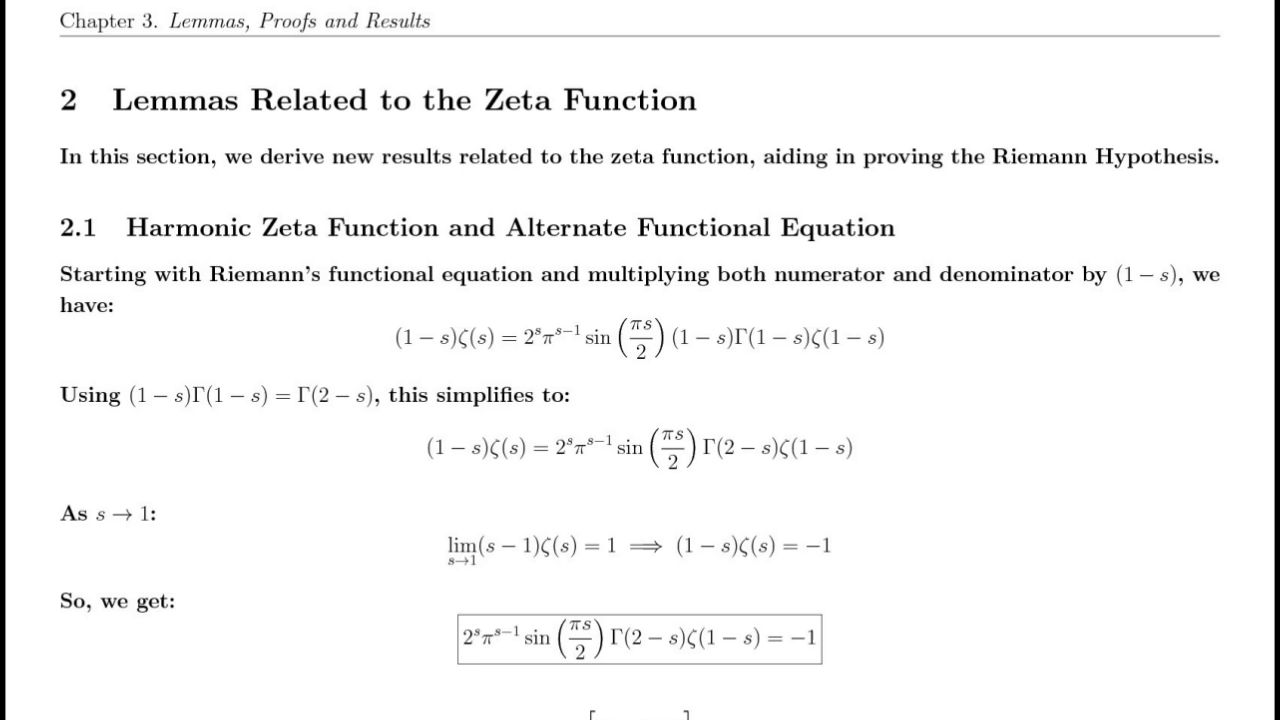 Chapter 3. Lemmas, Proofs and Results
2 Lemmas Related to the Zeta Function
In this section, we derive new results related to the zeta function, aiding in proving the Riemann Hypothesis.
2.1 Harmonic Zeta Function and Alternate Functional Equation
Starting with Riemann's functional equation and multiplying both numerator and denominator by (1 − s), we
have:
(1 − s)ζ(s) = 2^s π^{s−1} sin (πs/2) (1 − s)Γ(1 − s)ζ(1 − s)
Using (1 − s)Γ(1 − s) = Γ(2 − s), this simplifies to:
(1 − s)ζ(s) = 2^s π^{s−1} sin (πs/2) Γ(2 − s)ζ(1 − s)
As s → 1:
lim_{s→1} (s − 1)ζ(s) = 1 ⟹ (1 − s)ζ(s) = −1
So, we get:
2^s π^{s−1} sin (πs/2) Γ(2 − s)ζ(1 − s) = −1